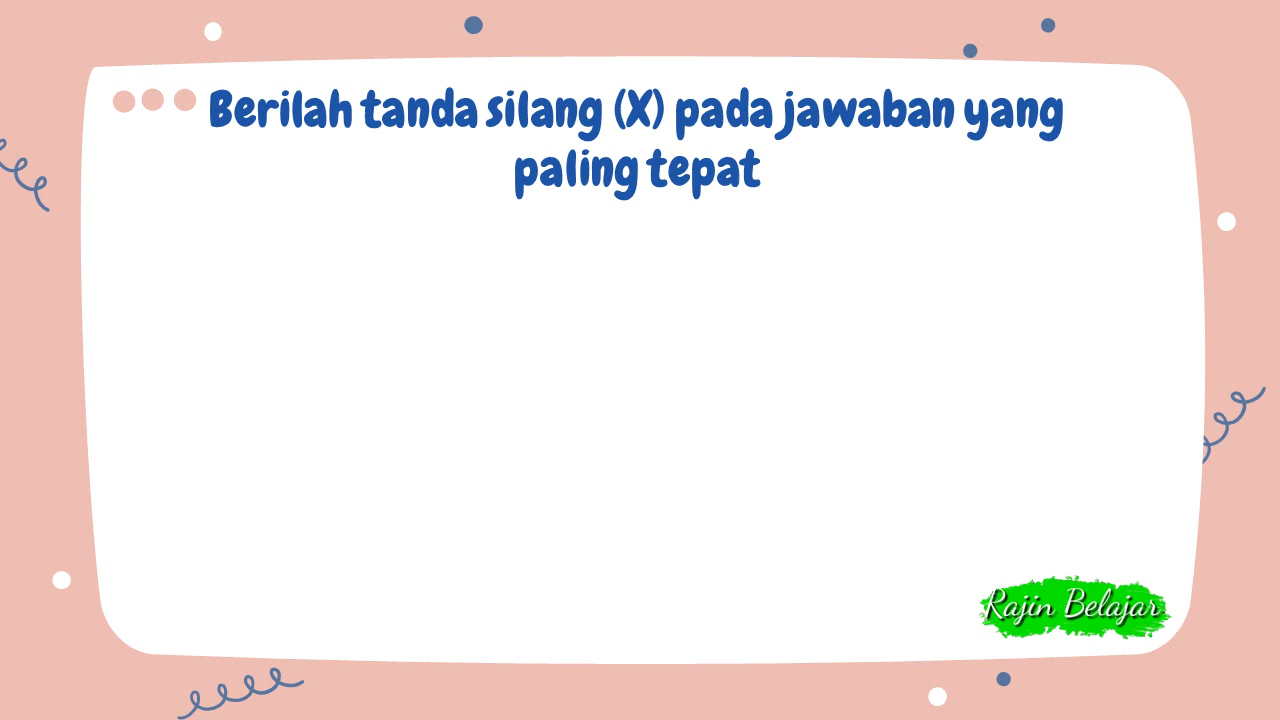 Berilah tanda silang (X) pada jawaban yang
paling tepat
Rajin Belajar